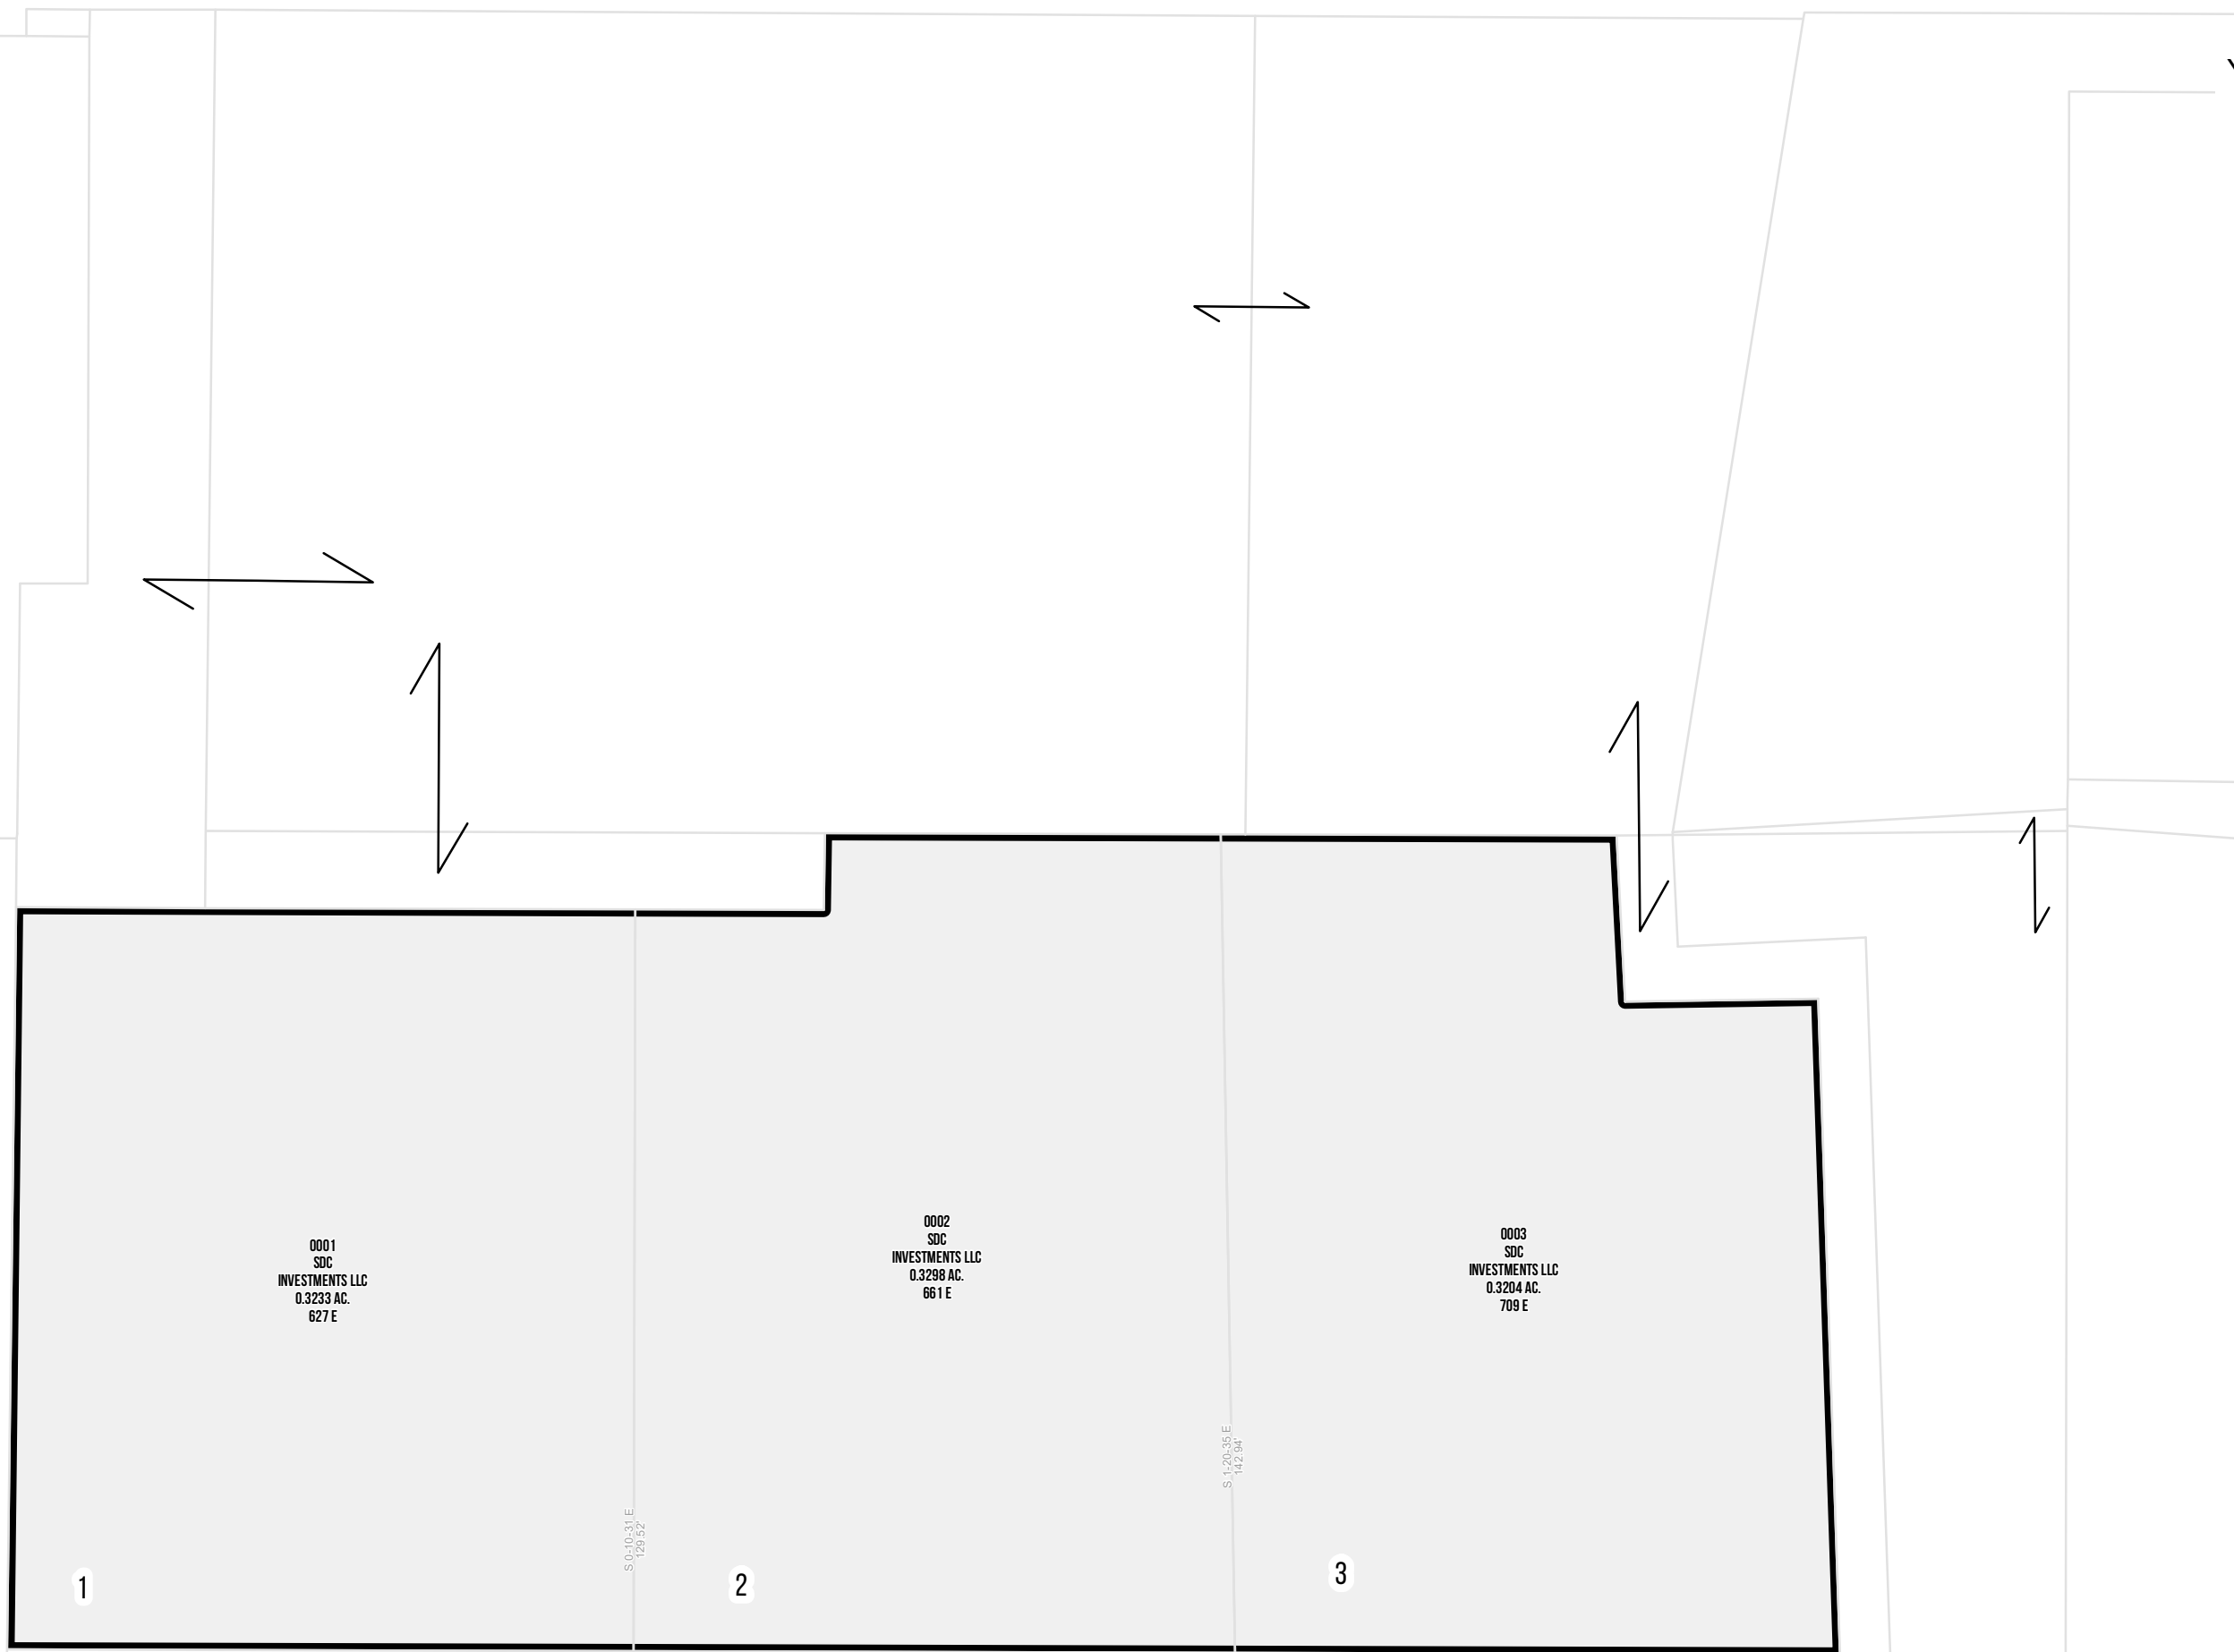 0001
SDC
INVESTMENTS LLC
0.3233 AC.
627 E
0002
SDC
INVESTMENTS LLC
0.3298 AC.
661 E
0003
SDC
INVESTMENTS LLC
0.3204 AC.
709 E
S 0-10-31 E
129.52'
S 1-20-35 E
142.94'
1
2
3